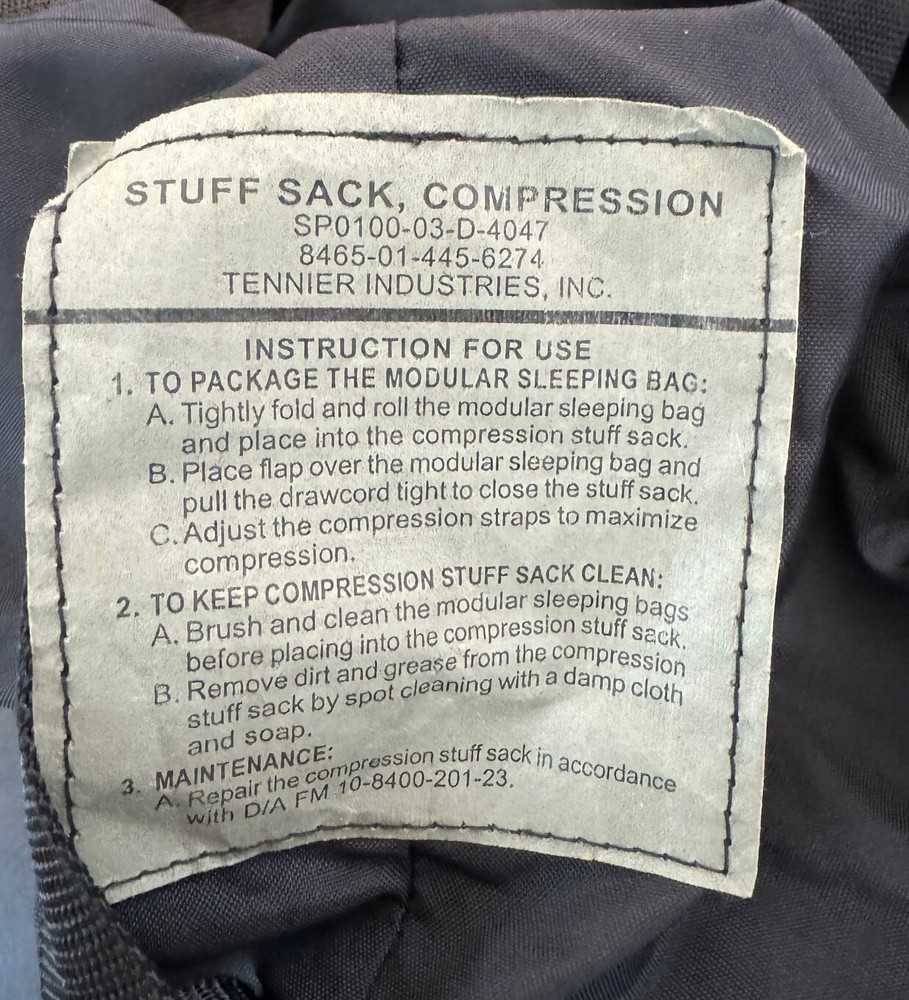 STUFF SACK, COMPRESSION
SP0100-03-D-4047
8465-01-445-6274
TENNIER INDUSTRIES, INC.
INSTRUCTION FOR USE
1. TO PACKAGE THE MODULAR SLEEPING BAG:
A. Tightly fold and roll the modular sleeping bag
and place into the compression stuff sack.
B. Place flap over the modular sleeping bag and
pull the drawcord tight to close the stuff sack.
C. Adjust the compression straps to maximize
compression.
2. TO KEEP COMPRESSION STUFF SACK CLEAN:
A. Brush and clean the modular sleeping bags
before placing into the compression stuff sack.
B. Remove dirt and grease from the compression
stuff sack by spot cleaning with a damp cloth
and soap.
3. MAINTENANCE:
A. Repair the compression stuff sack in accordance
with D/A FM 10-8400-201-23.